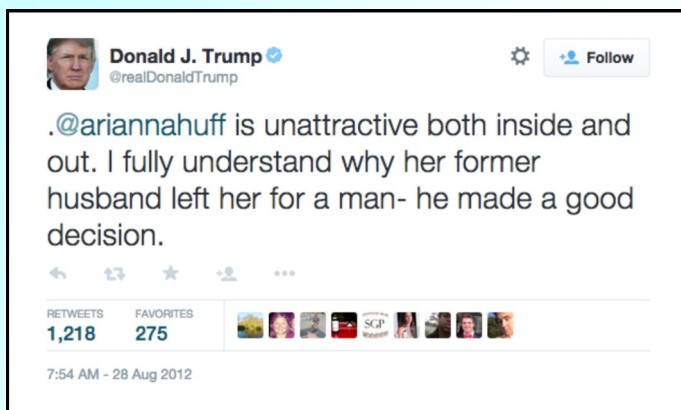 Donald J. Trump
@realDonaldTrump
Follow
.@ariannahuff is unattractive both inside and
out. I fully understand why her former
husband left her for a man- he made a good
decision.
RETWEETS FAVORITES
1,218 275
SGP
7:54 AM - 28 Aug 2012